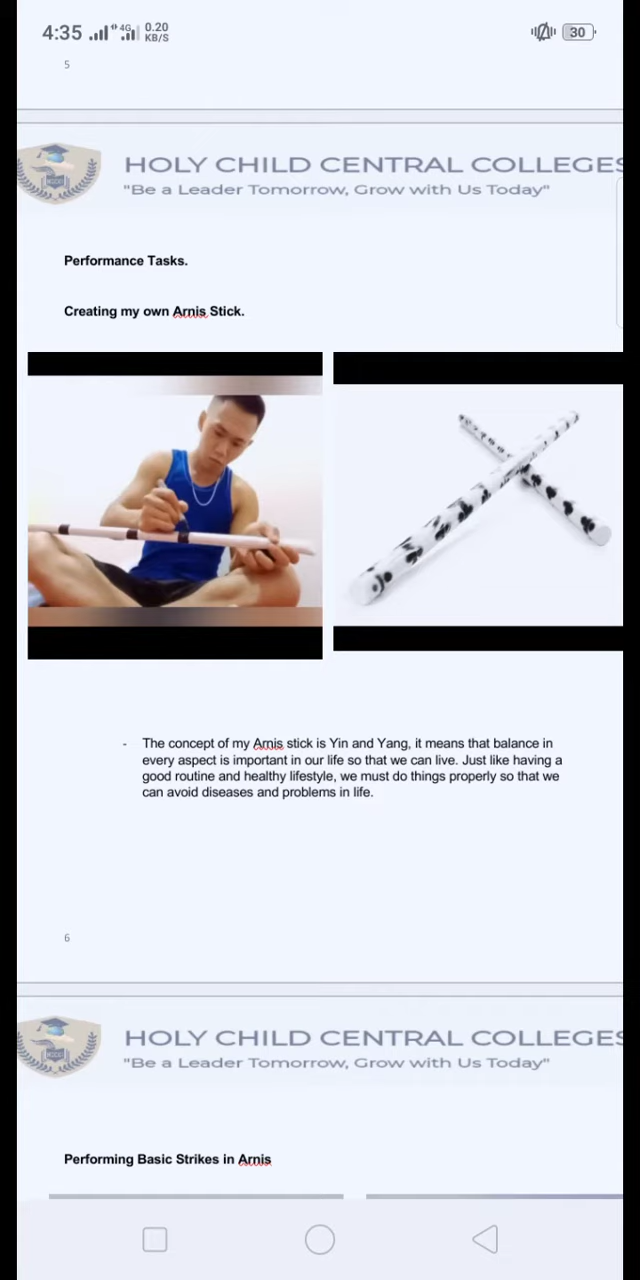 4:35 4G 0.20 KB/S 30
5
HOLY CHILD CENTRAL COLLEGES
"Be a Leader Tomorrow, Grow with Us Today"
Performance Tasks.
Creating my own Arnis Stick.
- The concept of my Arnis stick is Yin and Yang, it means that balance in
every aspect is important in our life so that we can live. Just like having a
good routine and healthy lifestyle, we must do things properly so that we
can avoid diseases and problems in life.
6
HOLY CHILD CENTRAL COLLEGES
"Be a Leader Tomorrow, Grow with Us Today"
Performing Basic Strikes in Arnis